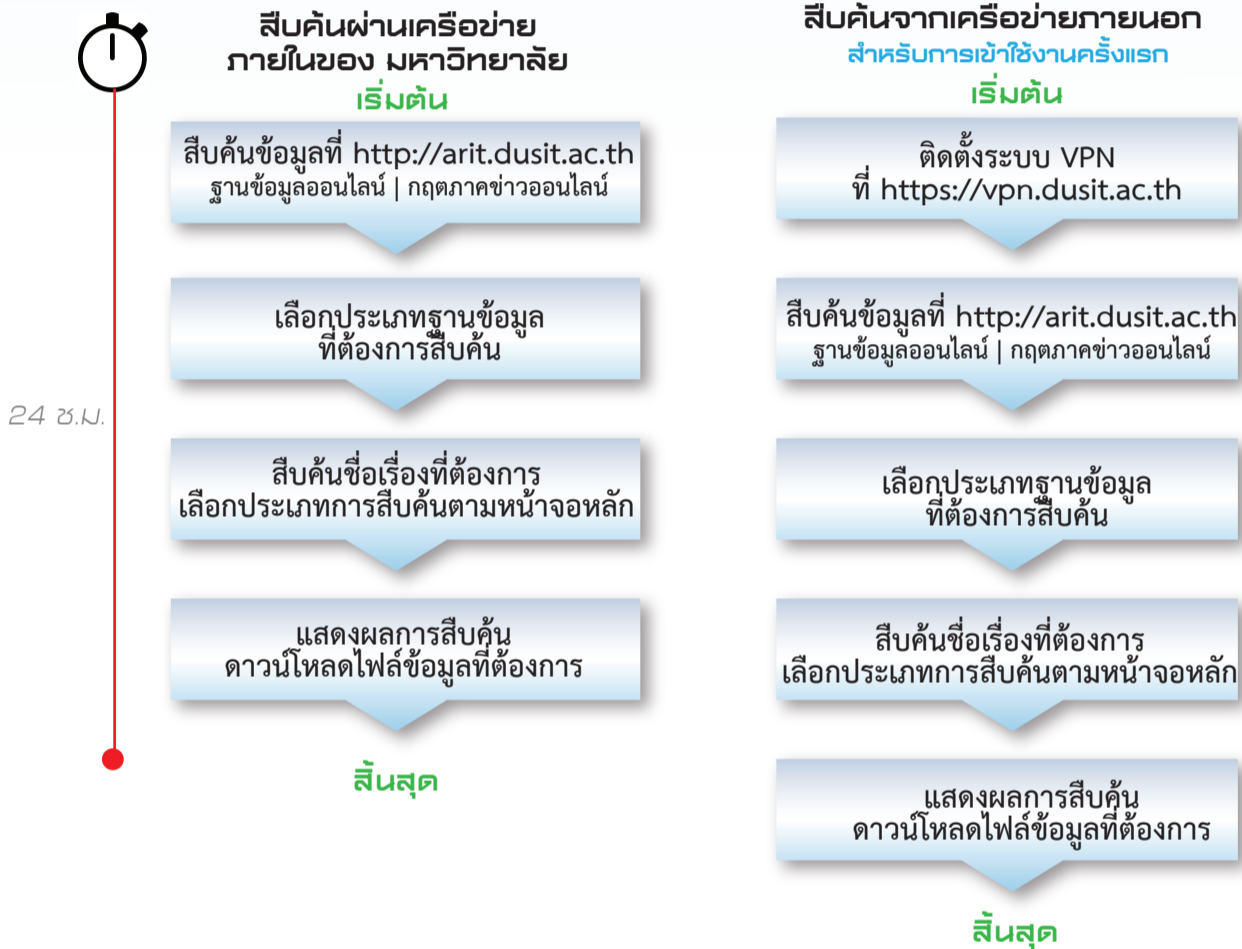 สืบค้นผ่านเครือข่าย
ภายในของ มหาวิทยาลัย
เริ่มต้น
สืบค้นข้อมูลที่ http://arit.dusit.ac.th
ฐานข้อมูลออนไลน์ | กฤตภาคข่าวออนไลน์
เลือกประเภทฐานข้อมูล
ที่ต้องการสืบค้น
24 ช.ม.
สืบค้นชื่อเรื่องที่ต้องการ
เลือกประเภทการสืบค้นตามหน้าจอหลัก
แสดงผลการสืบค้น
ดาวน์โหลดไฟล์ข้อมูลที่ต้องการ
สิ้นสุด
สืบค้นจากเครือข่ายภายนอก
สำหรับการเข้าใช้งานครั้งแรก
เริ่มต้น
ติดตั้งระบบ VPN
ที่ https://vpn.dusit.ac.th
สืบค้นข้อมูลที่ http://arit.dusit.ac.th
ฐานข้อมูลออนไลน์ | กฤตภาคข่าวออนไลน์
เลือกประเภทฐานข้อมูล
ที่ต้องการสืบค้น
สืบค้นชื่อเรื่องที่ต้องการ
เลือกประเภทการสืบค้นตามหน้าจอหลัก
แสดงผลการสืบค้น
ดาวน์โหลดไฟล์ข้อมูลที่ต้องการ
สิ้นสุด